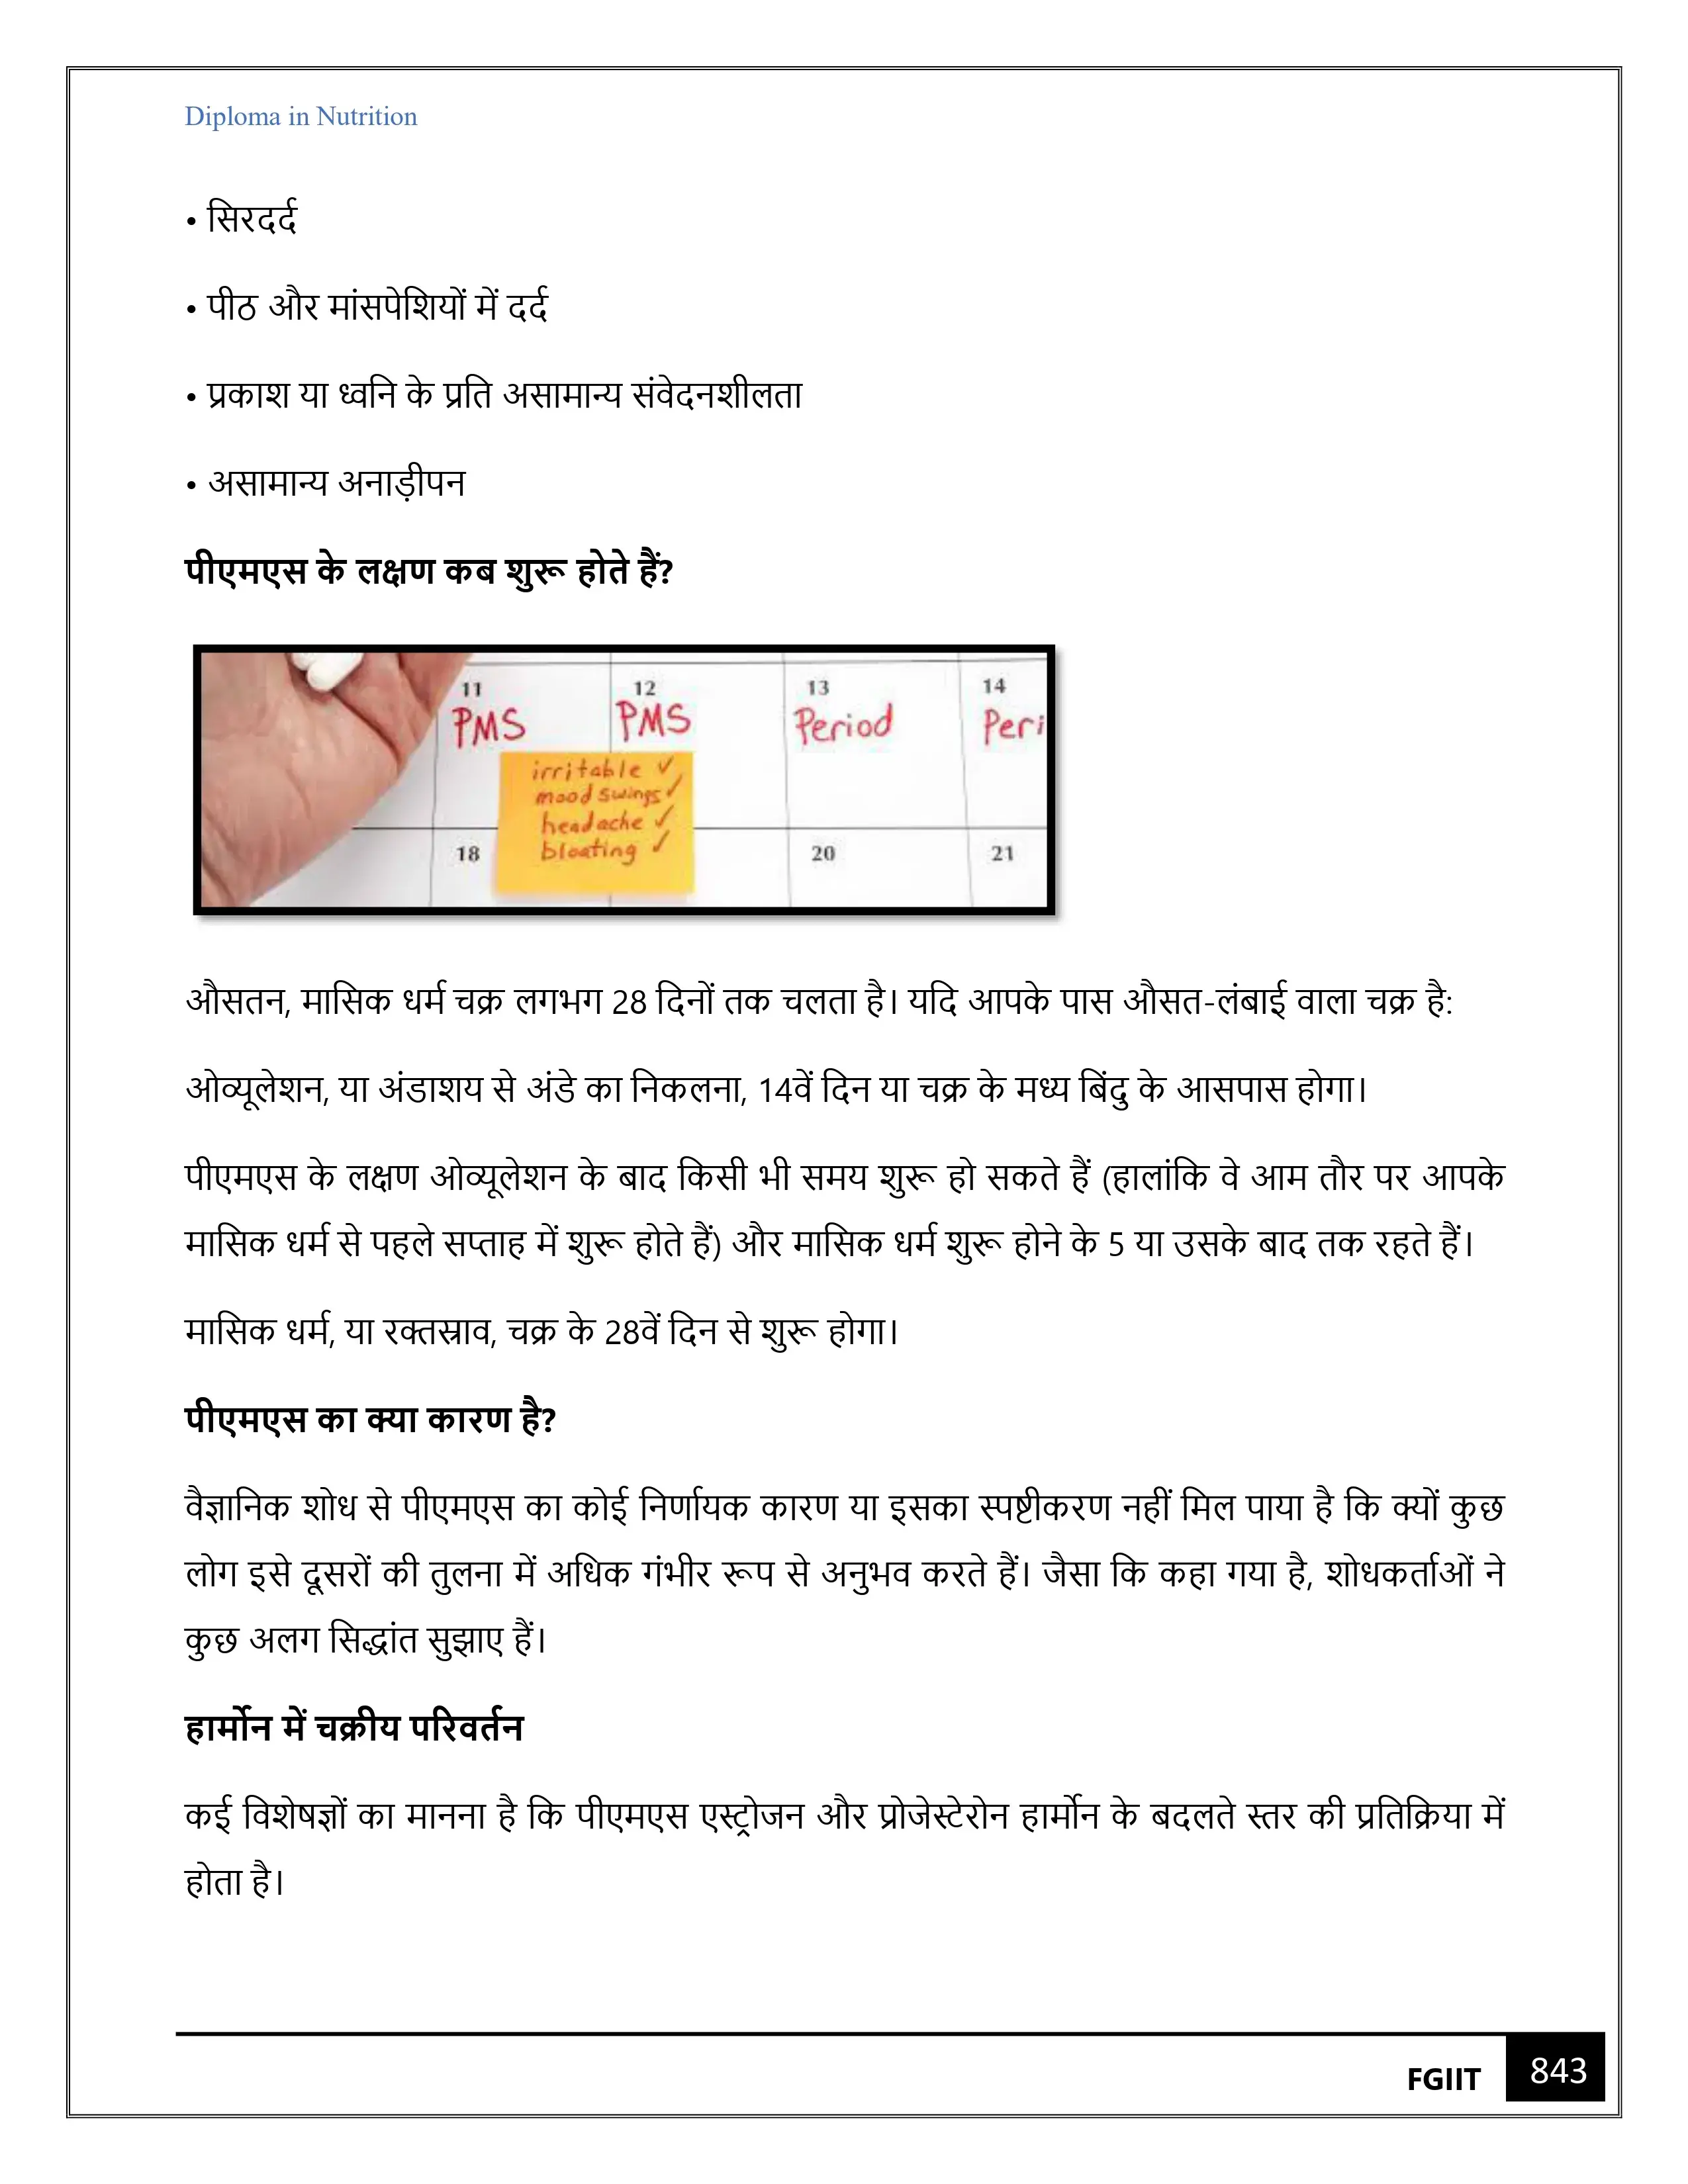 Diploma in Nutrition
• सिरदर्द
• पीठ और मांसपेशियों में दर्द
• प्रकाश या ध्वनि के प्रति असामान्य संवेदनशीलता
• असामान्य अनाड़ीपन
पीएमएस के लक्षण कब शुरू होते हैं?
11 12 13 14
PMS PMS Period Peri
irritable ✓
mood swings ✓
headache ✓
bloating ✓
18 20 21
औसतन, मासिक धर्म चक्र लगभग 28 दिनों तक चलता है। यदि आपके पास औसत-लंबाई वाला चक्र है:
ओव्यूलेशन, या अंडाशय से अंडे का निकलना, 14वें दिन या चक्र के मध्य बिंदु के आसपास होगा।
पीएमएस के लक्षण ओव्यूलेशन के बाद किसी भी समय शुरू हो सकते हैं (हालांकि वे आम तौर पर आपके
मासिक धर्म से पहले सप्ताह में शुरू होते हैं) और मासिक धर्म शुरू होने के 5 या उसके बाद तक रहते हैं।
मासिक धर्म, या रक्तस्राव, चक्र के 28वें दिन से शुरू होगा।
पीएमएस का क्या कारण है?
वैज्ञानिक शोध से पीएमएस का कोई निर्णायक कारण या इसका स्पष्टीकरण नहीं मिल पाया है कि क्यों कुछ
लोग इसे दूसरों की तुलना में अधिक गंभीर रूप से अनुभव करते हैं। जैसा कि कहा गया है, शोधकर्ताओं ने
कुछ अलग सिद्धांत सुझाए हैं।
हार्मोन में चक्रीय परिवर्तन
कई विशेषज्ञों का मानना है कि पीएमएस एस्ट्रोजन और प्रोजेस्टेरोन हार्मोन के बदलते स्तर की प्रतिक्रिया में
होता है।
FGIIT 843